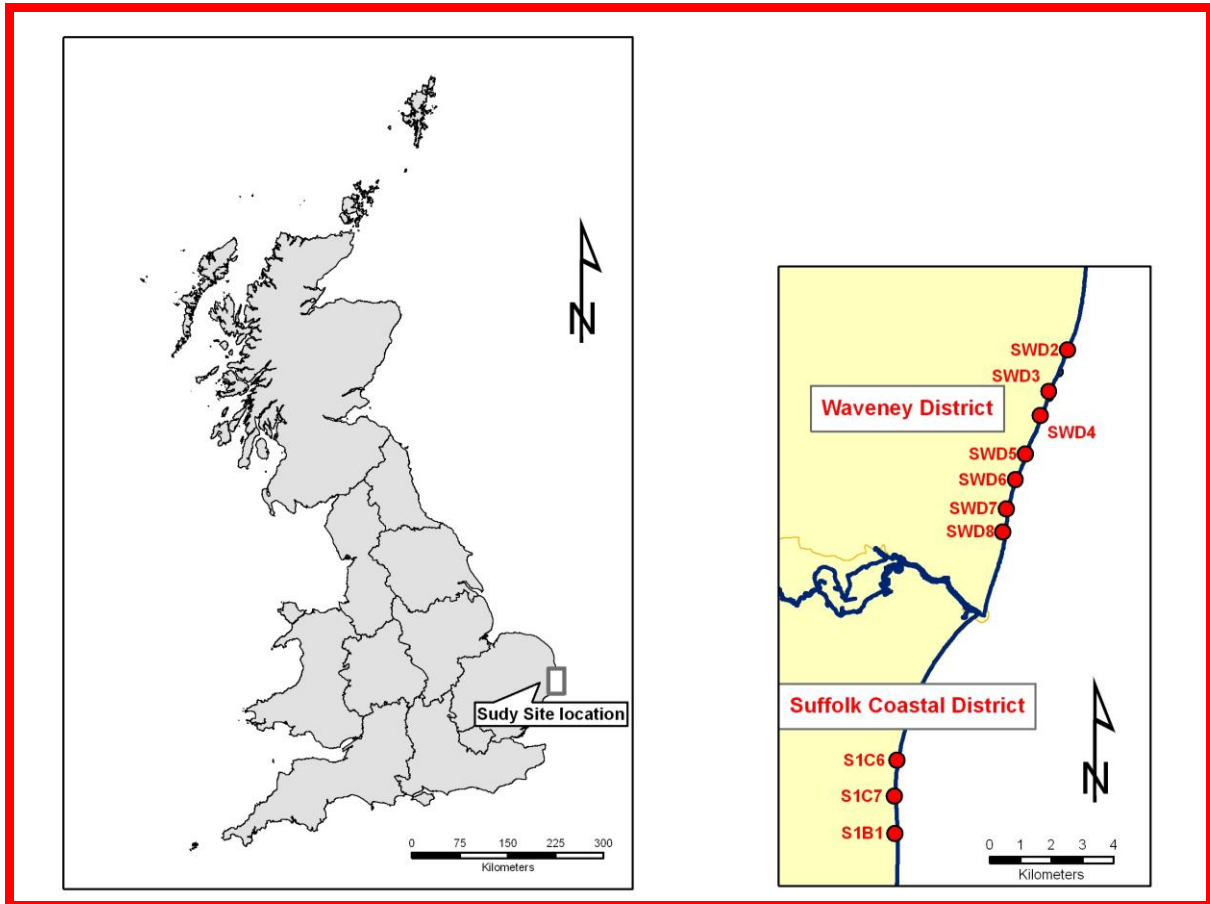 N
Sudy Site location
0 75 150 225 300
Kilometers
SWD2
SWD3
Waveney District
SWD4
SWD5
SWD6
SWD7
SWD8
Suffolk Coastal District
S1C6
N
S1C7
S1B1
0 1 2 3 4
Kilometers